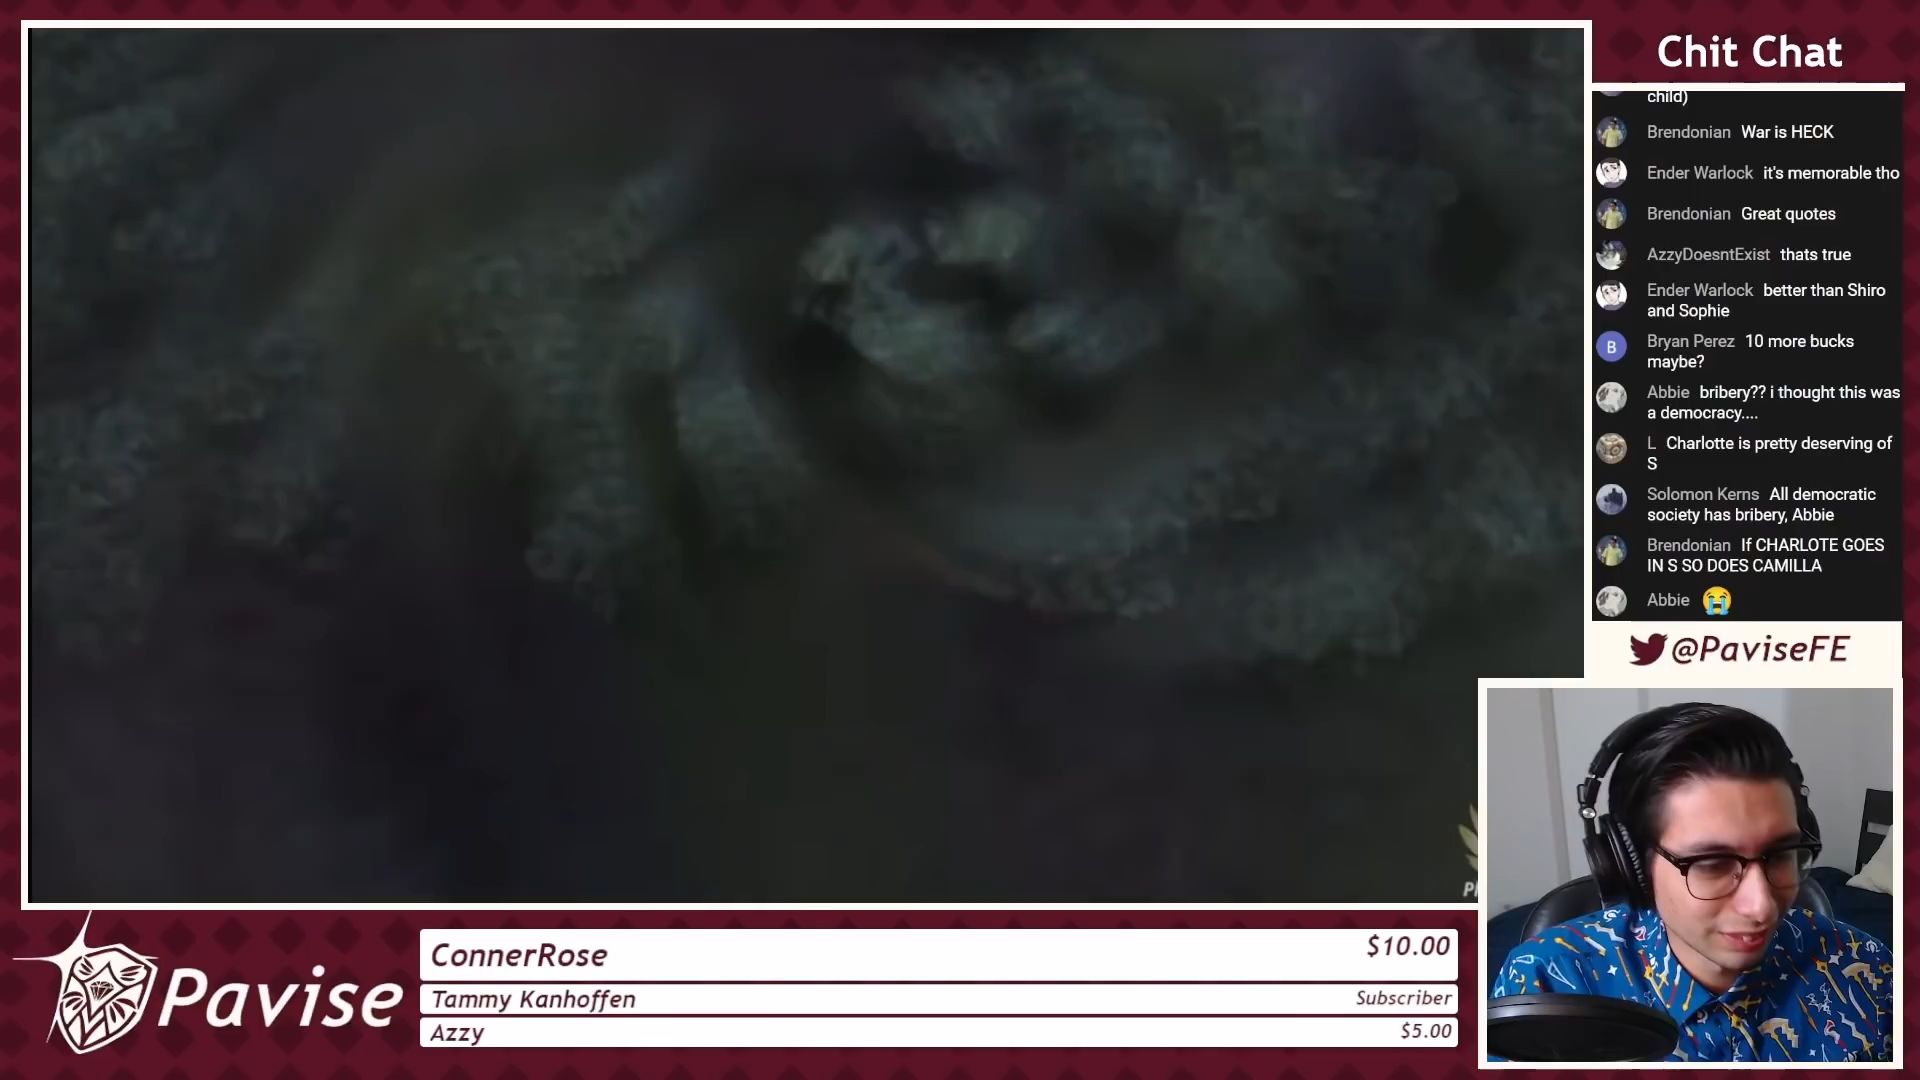 Chit Chat
child)
Brendonian War is HECK
Ender Warlock it's memorable tho
Brendonian Great quotes
AzzyDoesntExist thats true
Ender Warlock better than Shiro
and Sophie
B
Bryan Perez 10 more bucks
maybe?
Abbie bribery?? i thought this was
a democracy....
L Charlotte is pretty deserving of
S
Solomon Kerns All democratic
society has bribery, Abbie
Brendonian If CHARLOTE GOES
IN S SO DOES CAMILLA
Abbie 😭
@PaviseFE
Pavise
ConnerRose $10.00
Tammy Kanhoffen Subscriber
Azzy $5.00